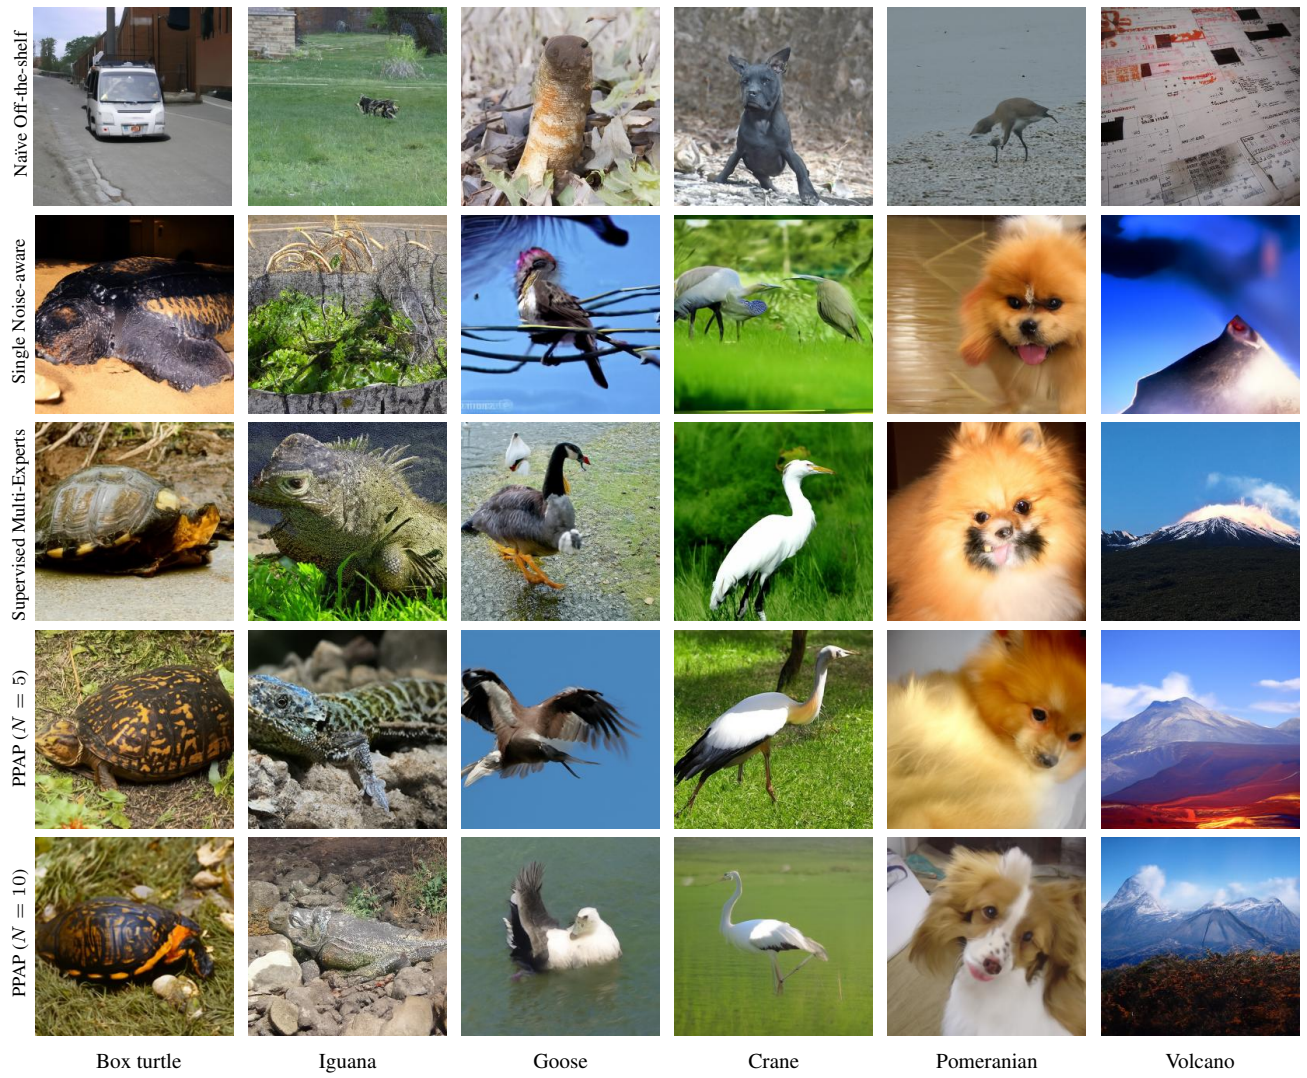 Naïve Off-the-shelf
Single Noise-aware
Supervised Multi-Experts
PPAP (N = 5)
PPAP (N = 10)
Box turtle
Iguana
Goose
Crane
Pomeranian
Volcano